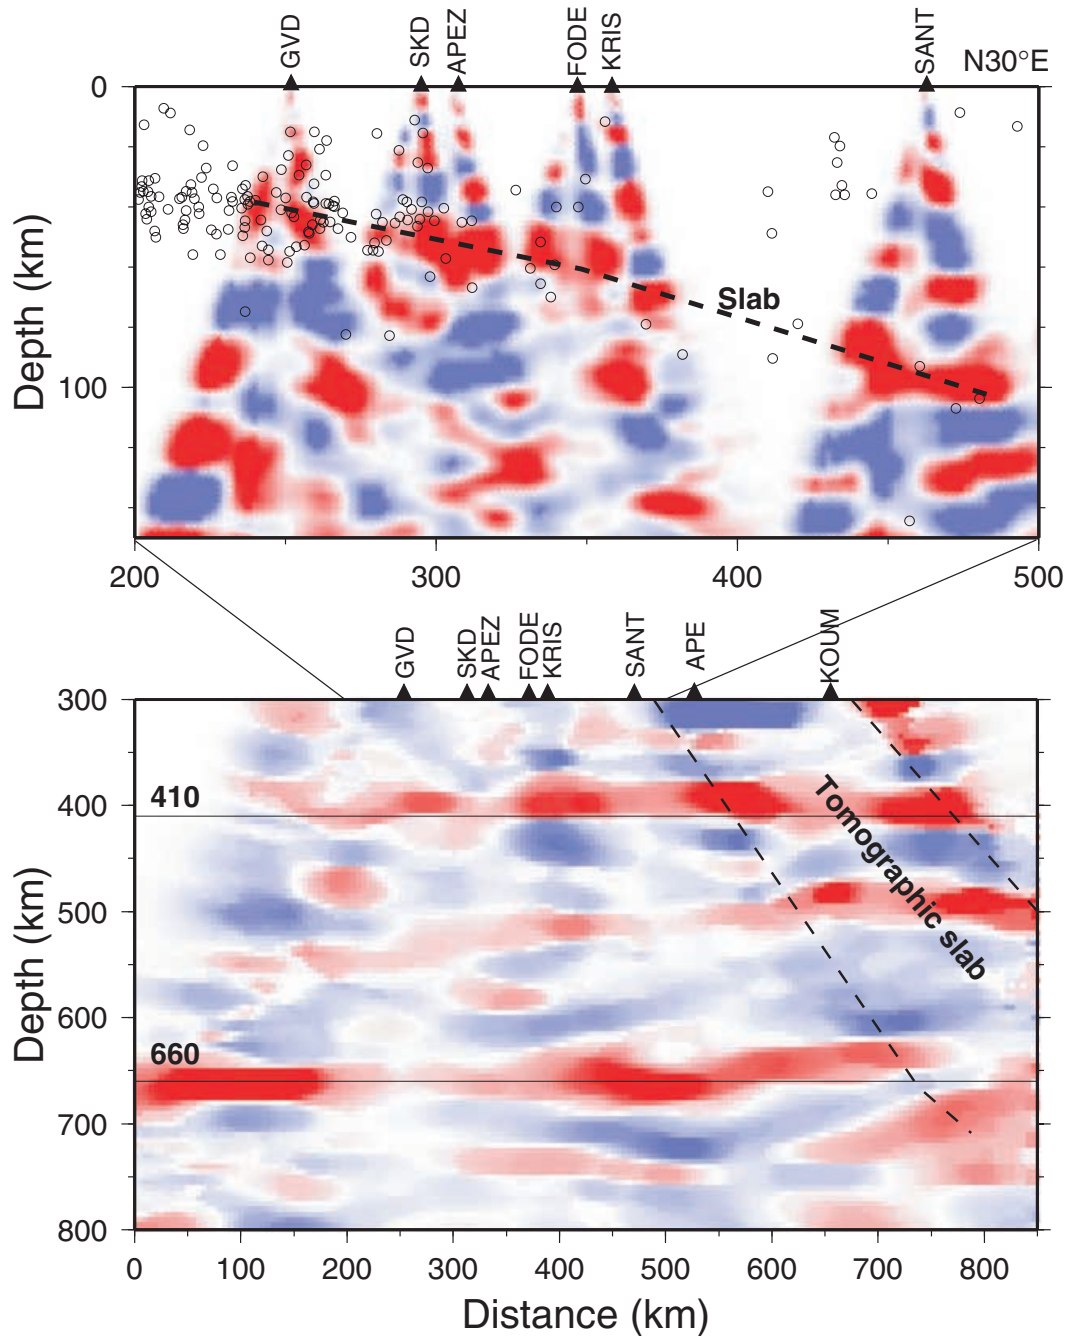 GVD SKD APEZ FODE KRIS SANT N30°E
0
100
Depth (km)
Slab
200 300 400 500
GVD SKD APEZ FODE KRIS SANT APE KOUM
300
400
500
600
700
800
Depth (km)
410
660
Tomographic slab
0 100 200 300 400 500 600 700 800
Distance (km)